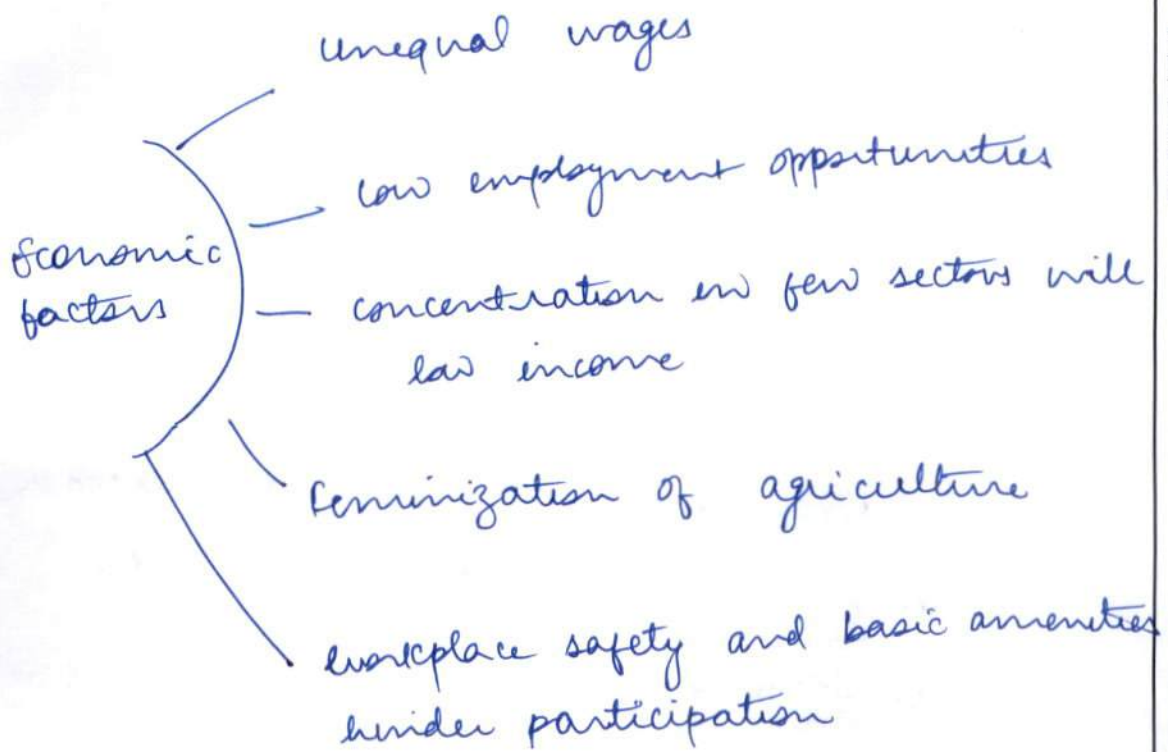 unequal wages
low employment opportunities
Economic
factors
concentration in few sectors will
low income
Feminization of agriculture
workplace safety and basic amenities
hinder participation